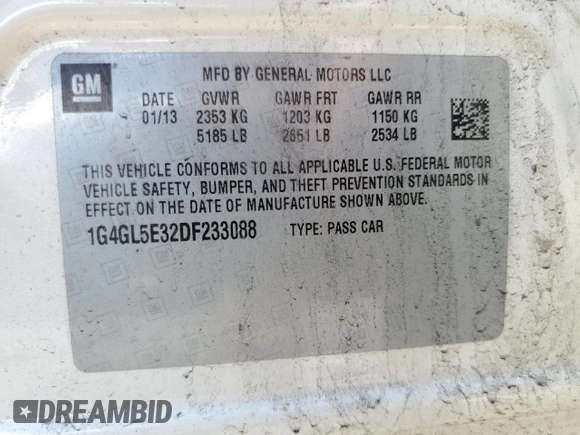 GM
MFD BY GENERAL MOTORS LLC
DATE GVWR GAWR FRT GAWR RR
01/13 2353 KG 1203 KG 1150 KG
5185 LB 2651 LB 2534 LB
THIS VEHICLE CONFORMS TO ALL APPLICABLE U.S. FEDERAL MOTOR
VEHICLE SAFETY, BUMPER, AND THEFT PREVENTION STANDARDS IN
EFFECT ON THE DATE OF MANUFACTURE SHOWN ABOVE.
1G4GL5E32DF233088 TYPE: PASS CAR
DREAMBID